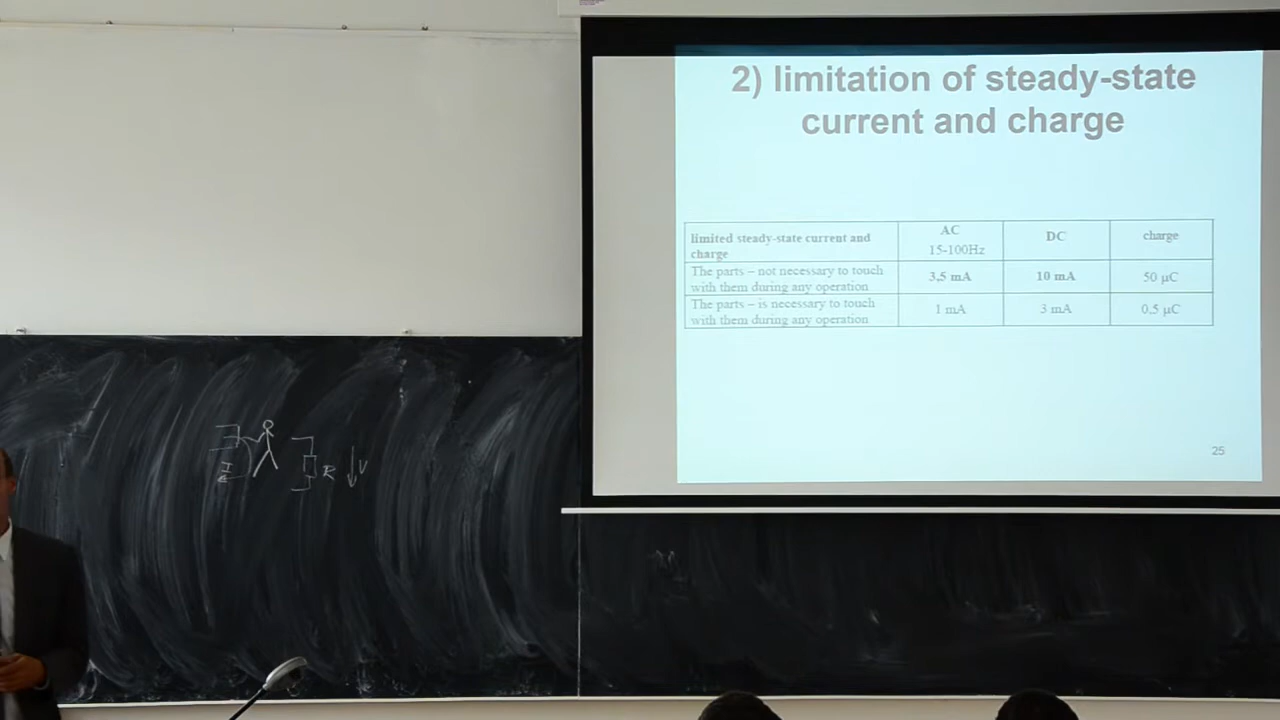 2) limitation of steady-state
current and charge
limited steady-state current and
charge
AC
15-100Hz
DC
charge
The parts – not necessary to touch
with them during any operation
3,5 mA
10 mA
50 µC
The parts – is necessary to touch
with them during any operation
1 mA
3 mA
0,5 µC
25
I
R
V